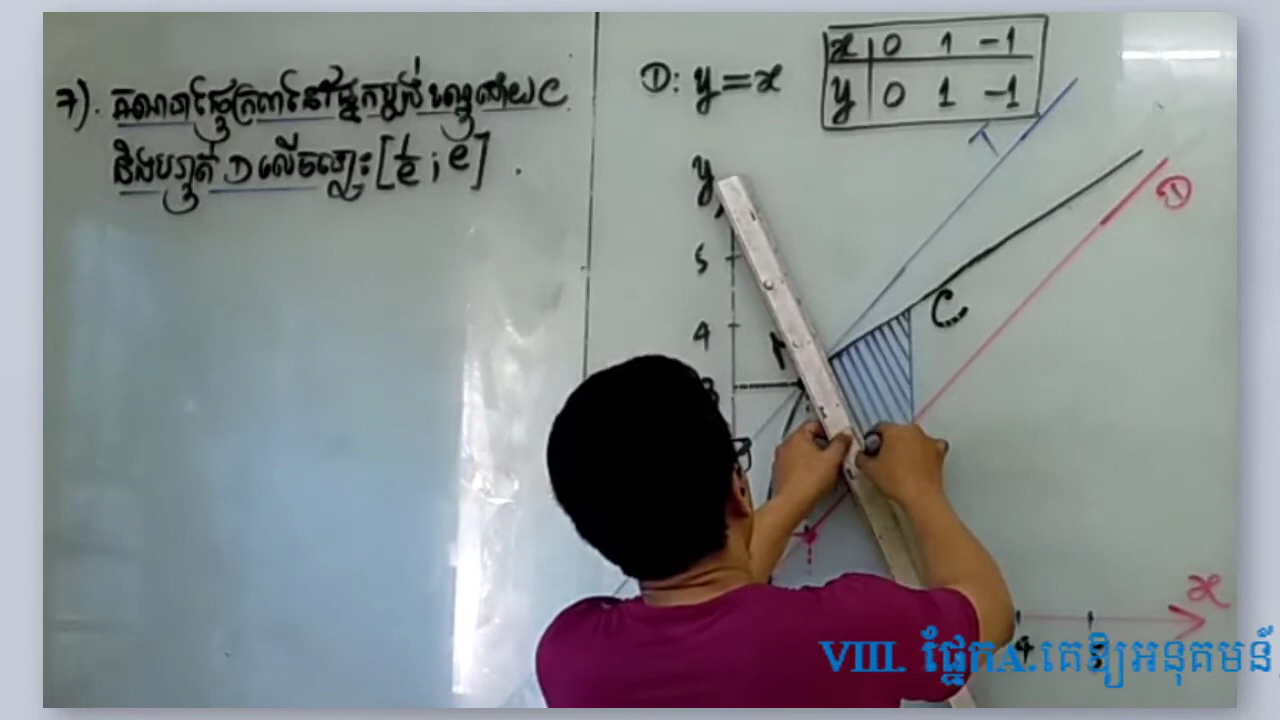 7). គណនាផ្ទៃក្រឡានៅផ្នែកប្លង់ ខណ្ឌដោយ C
និងបន្ទាត់ D លើចន្លោះ [1/e ; e] .
D: y = x
x | 0 1 -1
y | 0 1 -1
y
5
4
3
T
C
D
x
4
VIII. ផ្នែកA.គេឱ្យអនុគមន៍